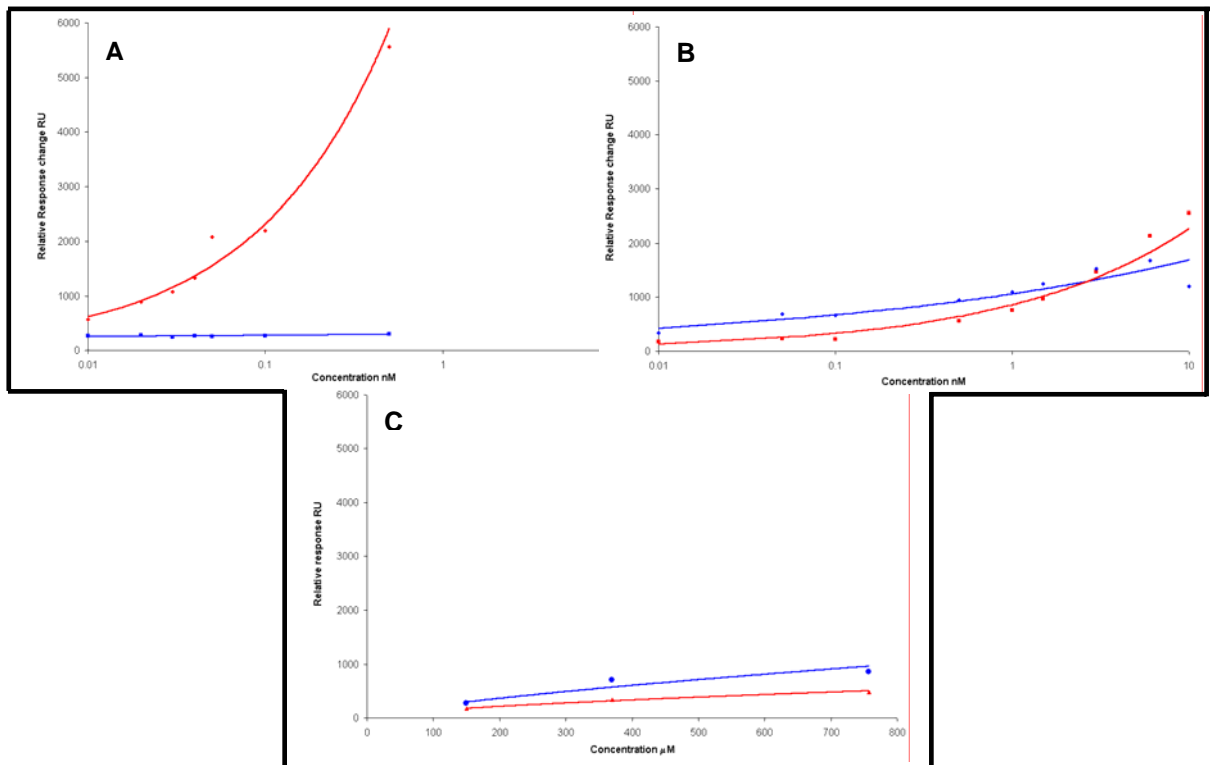 A
6000
5000
4000
3000
2000
1000
0
Relative Response change RU
0.01 0.1 1
Concentration nM
B
6000
5000
4000
3000
2000
1000
0
Relative Response change RU
0.01 0.1 1 10
Concentration nM
C
6000
5000
4000
3000
2000
1000
0
Relative response RU
0 100 200 300 400 500 600 700 800
Concentration μM